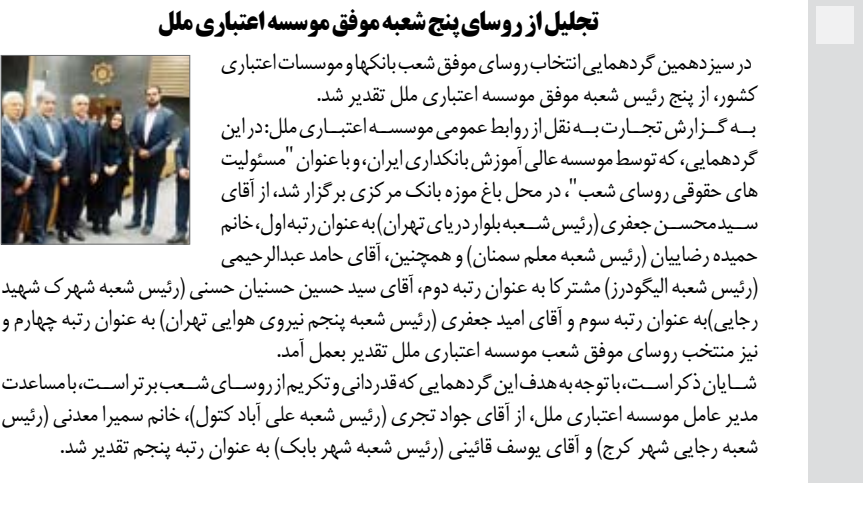 تجلیل از روسای پنج شعبه موفق موسسه اعتباری ملل
در سیزدهمین گردهمایی انتخاب روسای موفق شعب بانکها و موسسات اعتباری
کشور، از پنج رئیس شعبه موفق موسسه اعتباری ملل تقدیر شد.
به گزارش تجارت به نقل از روابط عمومی موسسه اعتباری ملل: در این
گردهمایی، که توسط موسسه عالی آموزش بانکداری ایران، و با عنوان "مسئولیت
های حقوقی روسای شعب"، در محل باغ موزه بانک مرکزی برگزار شد، از آقای
سیدمحسن جعفری (رئیس شعبه بلوار دریای تهران) به عنوان رتبه اول، خانم
حمیده رضاییان (رئیس شعبه معلم سمنان) و همچنین، آقای حامد عبدالرحیمی
(رئیس شعبه الیگودرز) مشترکا به عنوان رتبه دوم، آقای سید حسین حسنیان حسنی (رئیس شعبه شهرک شهید
رجایی)به عنوان رتبه سوم و آقای امید جعفری (رئیس شعبه پنجم نیروی هوایی تهران) به عنوان رتبه چهارم و
نیز منتخب روسای موفق شعب موسسه اعتباری ملل تقدیر بعمل آمد.
شایان ذکر است، با توجه به هدف این گردهمایی که قدردانی و تکریم از روسای شعب برتر است، با مساعدت
مدیر عامل موسسه اعتباری ملل، از آقای جواد تجری (رئیس شعبه علی آباد کتول)، خانم سمیرا معدنی (رئیس
شعبه رجایی شهر کرج) و آقای یوسف قائینی (رئیس شعبه شهر بابک) به عنوان رتبه پنجم تقدیر شد.